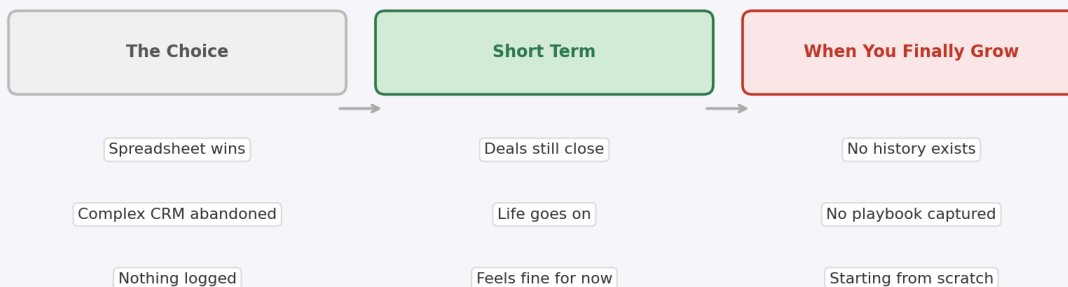 The Choice
Short Term
When You Finally Grow
Spreadsheet wins
Deals still close
No history exists
Complex CRM abandoned
Life goes on
No playbook captured
Nothing logged
Feels fine for now
Starting from scratch